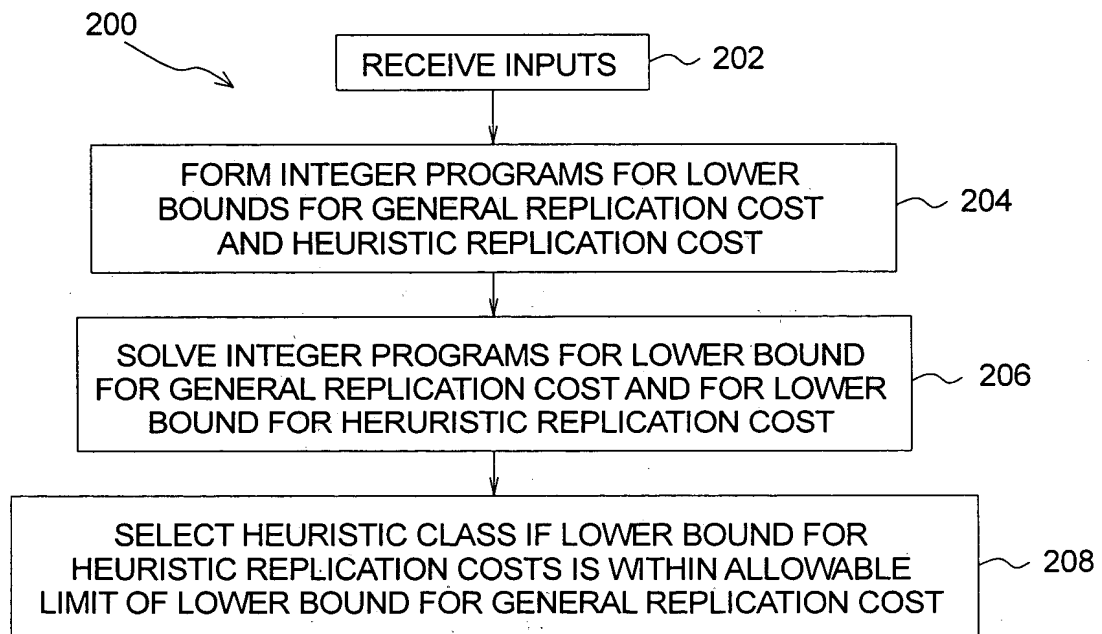 200
RECEIVE INPUTS
202
FORM INTEGER PROGRAMS FOR LOWER
BOUNDS FOR GENERAL REPLICATION COST
AND HEURISTIC REPLICATION COST
204
SOLVE INTEGER PROGRAMS FOR LOWER BOUND
FOR GENERAL REPLICATION COST AND FOR LOWER
BOUND FOR HERURISTIC REPLICATION COST
206
SELECT HEURISTIC CLASS IF LOWER BOUND FOR
HEURISTIC REPLICATION COSTS IS WITHIN ALLOWABLE
LIMIT OF LOWER BOUND FOR GENERAL REPLICATION COST
208